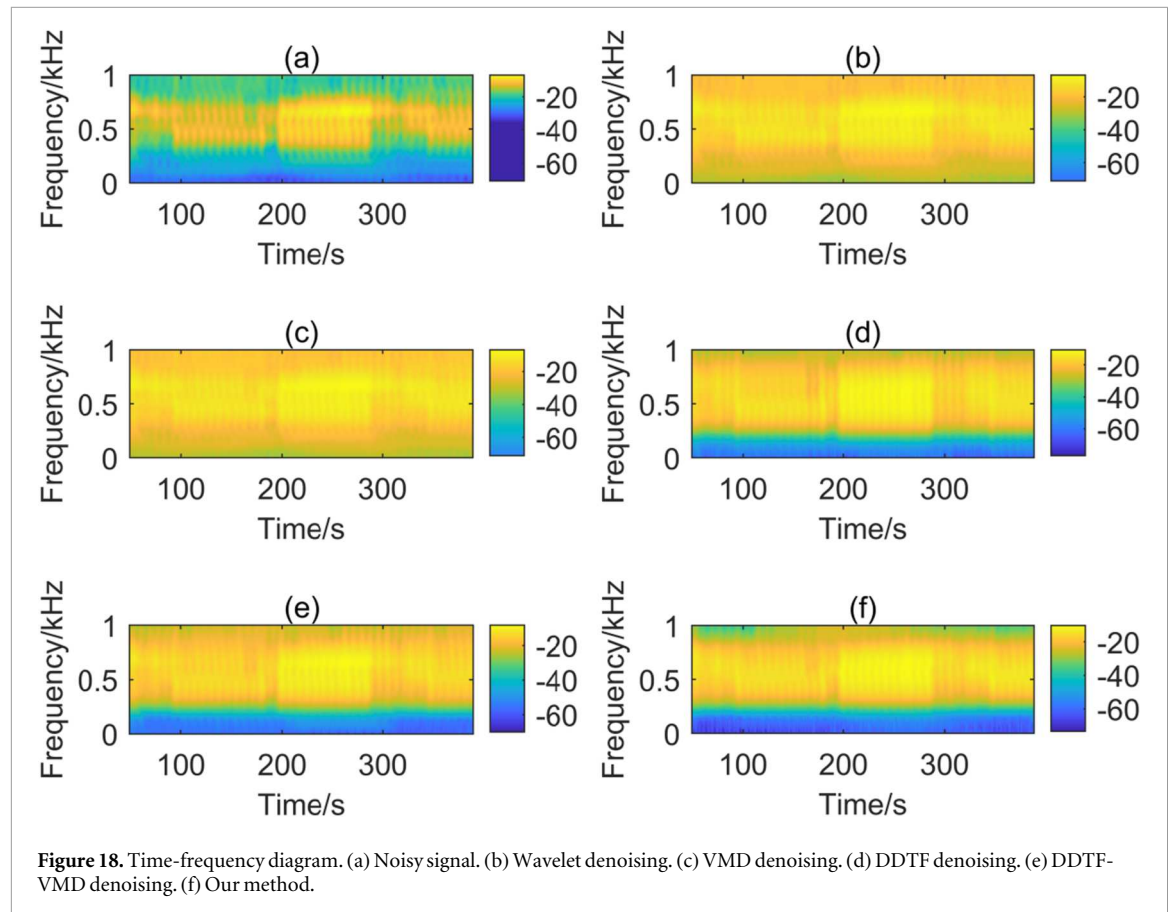 (a)
Frequency/kHz
1
0.5
0
100 200 300
Time/s
-20
-40
-60
(b)
Frequency/kHz
1
0.5
0
100 200 300
Time/s
-20
-40
-60
(c)
Frequency/kHz
1
0.5
0
100 200 300
Time/s
-20
-40
-60
(d)
Frequency/kHz
1
0.5
0
100 200 300
Time/s
-20
-40
-60
(e)
Frequency/kHz
1
0.5
0
100 200 300
Time/s
-20
-40
-60
(f)
Frequency/kHz
1
0.5
0
100 200 300
Time/s
-20
-40
-60
Figure 18. Time-frequency diagram. (a) Noisy signal. (b) Wavelet denoising. (c) VMD denoising. (d) DDTF denoising. (e) DDTF-
VMD denoising. (f) Our method.